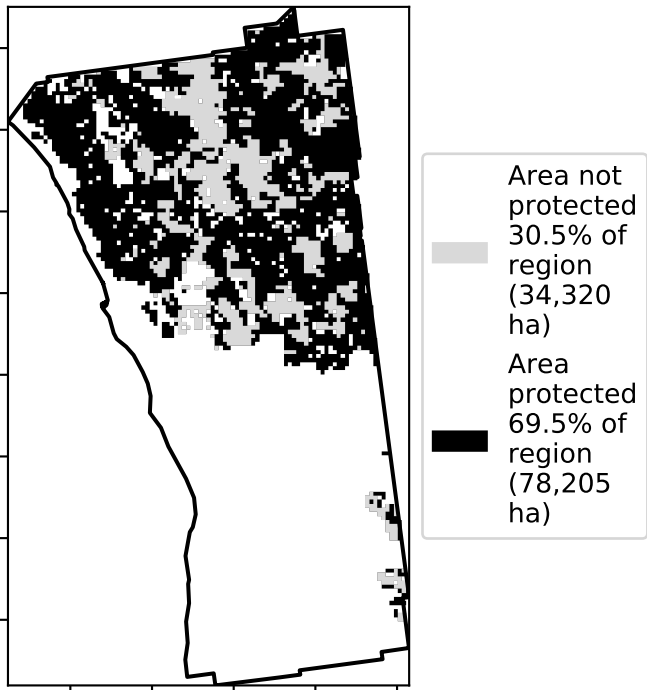 Area not
protected
30.5% of
region
(34,320
ha)
Area
protected
69.5% of
region
(78,205
ha)